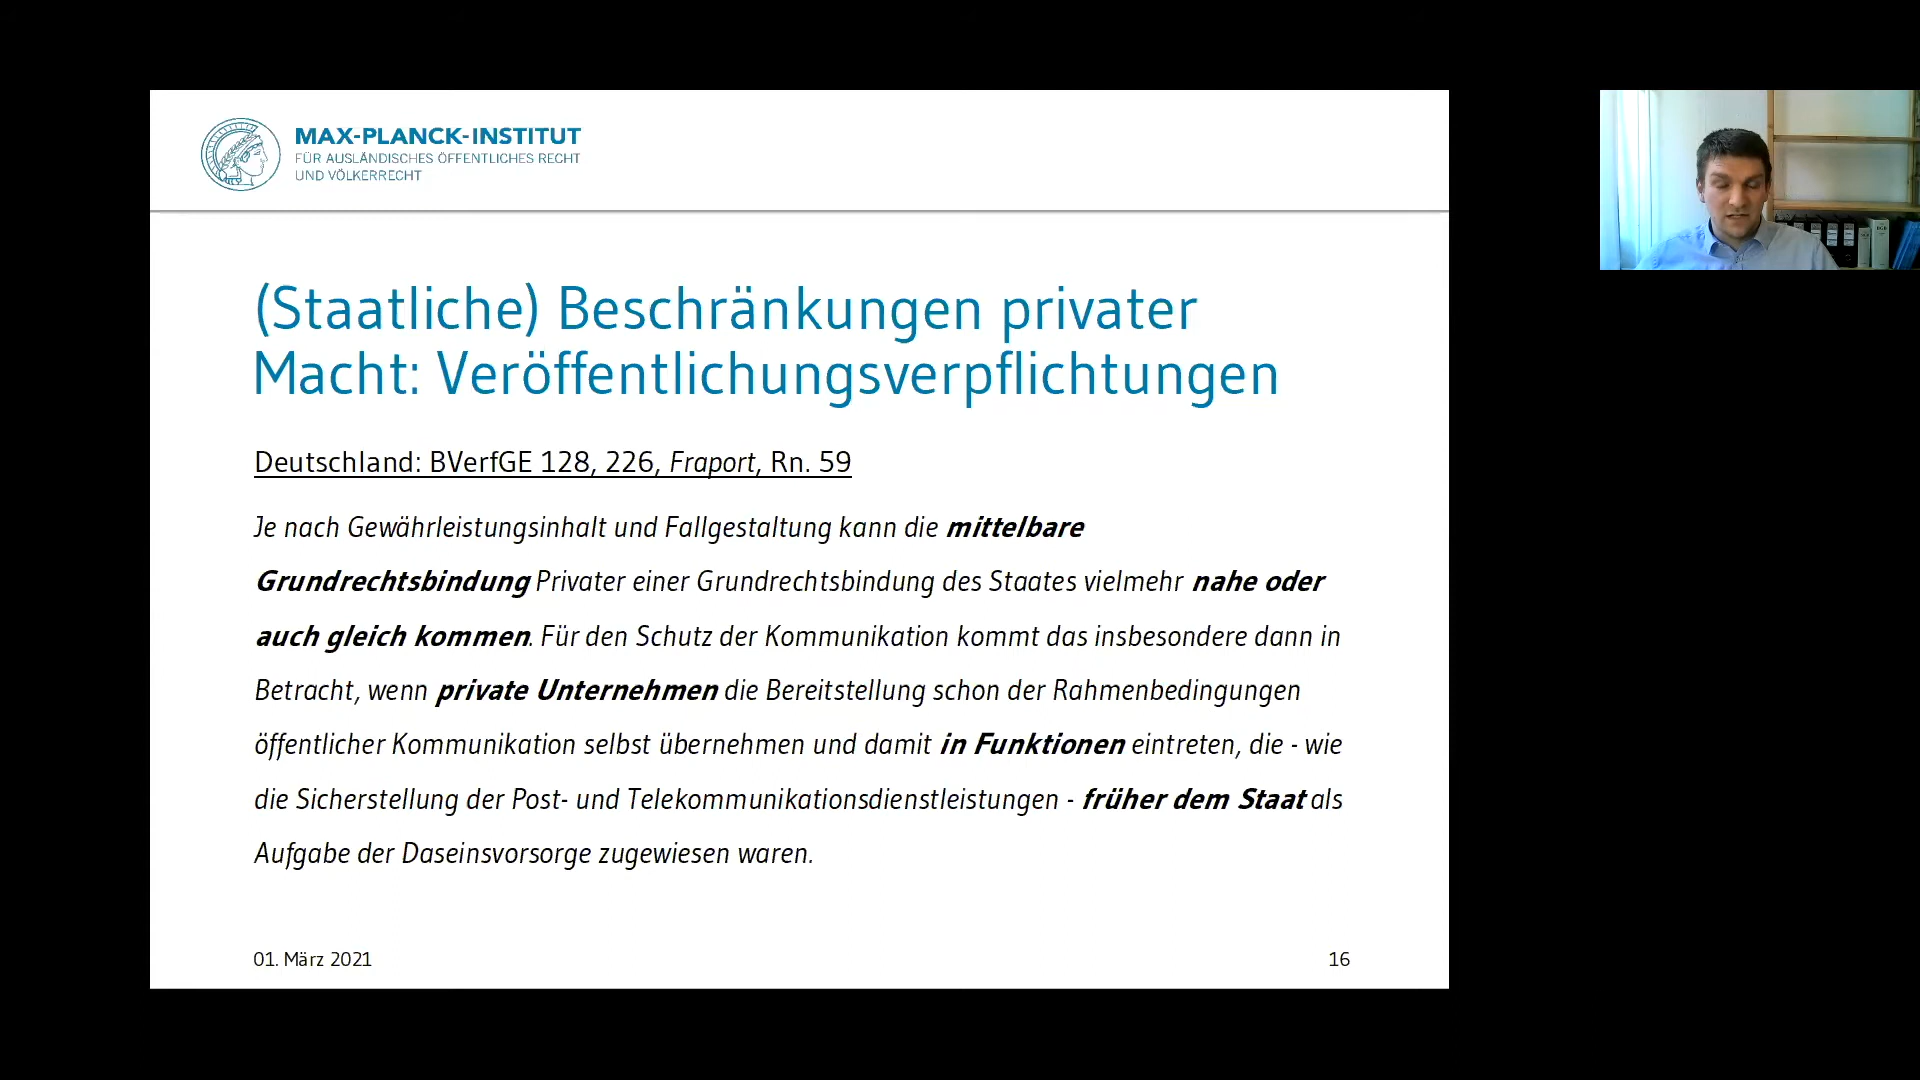 MAX-PLANCK-INSTITUT
FÜR AUSLÄNDISCHES ÖFFENTLICHES RECHT
UND VÖLKERRECHT
(Staatliche) Beschränkungen privater
Macht: Veröffentlichungsverpflichtungen
Deutschland: BVerfGE 128, 226, Fraport, Rn. 59
Je nach Gewährleistungsinhalt und Fallgestaltung kann die mittelbare
Grundrechtsbindung Privater einer Grundrechtsbindung des Staates vielmehr nahe oder
auch gleich kommen. Für den Schutz der Kommunikation kommt das insbesondere dann in
Betracht, wenn private Unternehmen die Bereitstellung schon der Rahmenbedingungen
öffentlicher Kommunikation selbst übernehmen und damit in Funktionen eintreten, die - wie
die Sicherstellung der Post- und Telekommunikationsdienstleistungen - früher dem Staat als
Aufgabe der Daseinsvorsorge zugewiesen waren.
01. März 2021
16